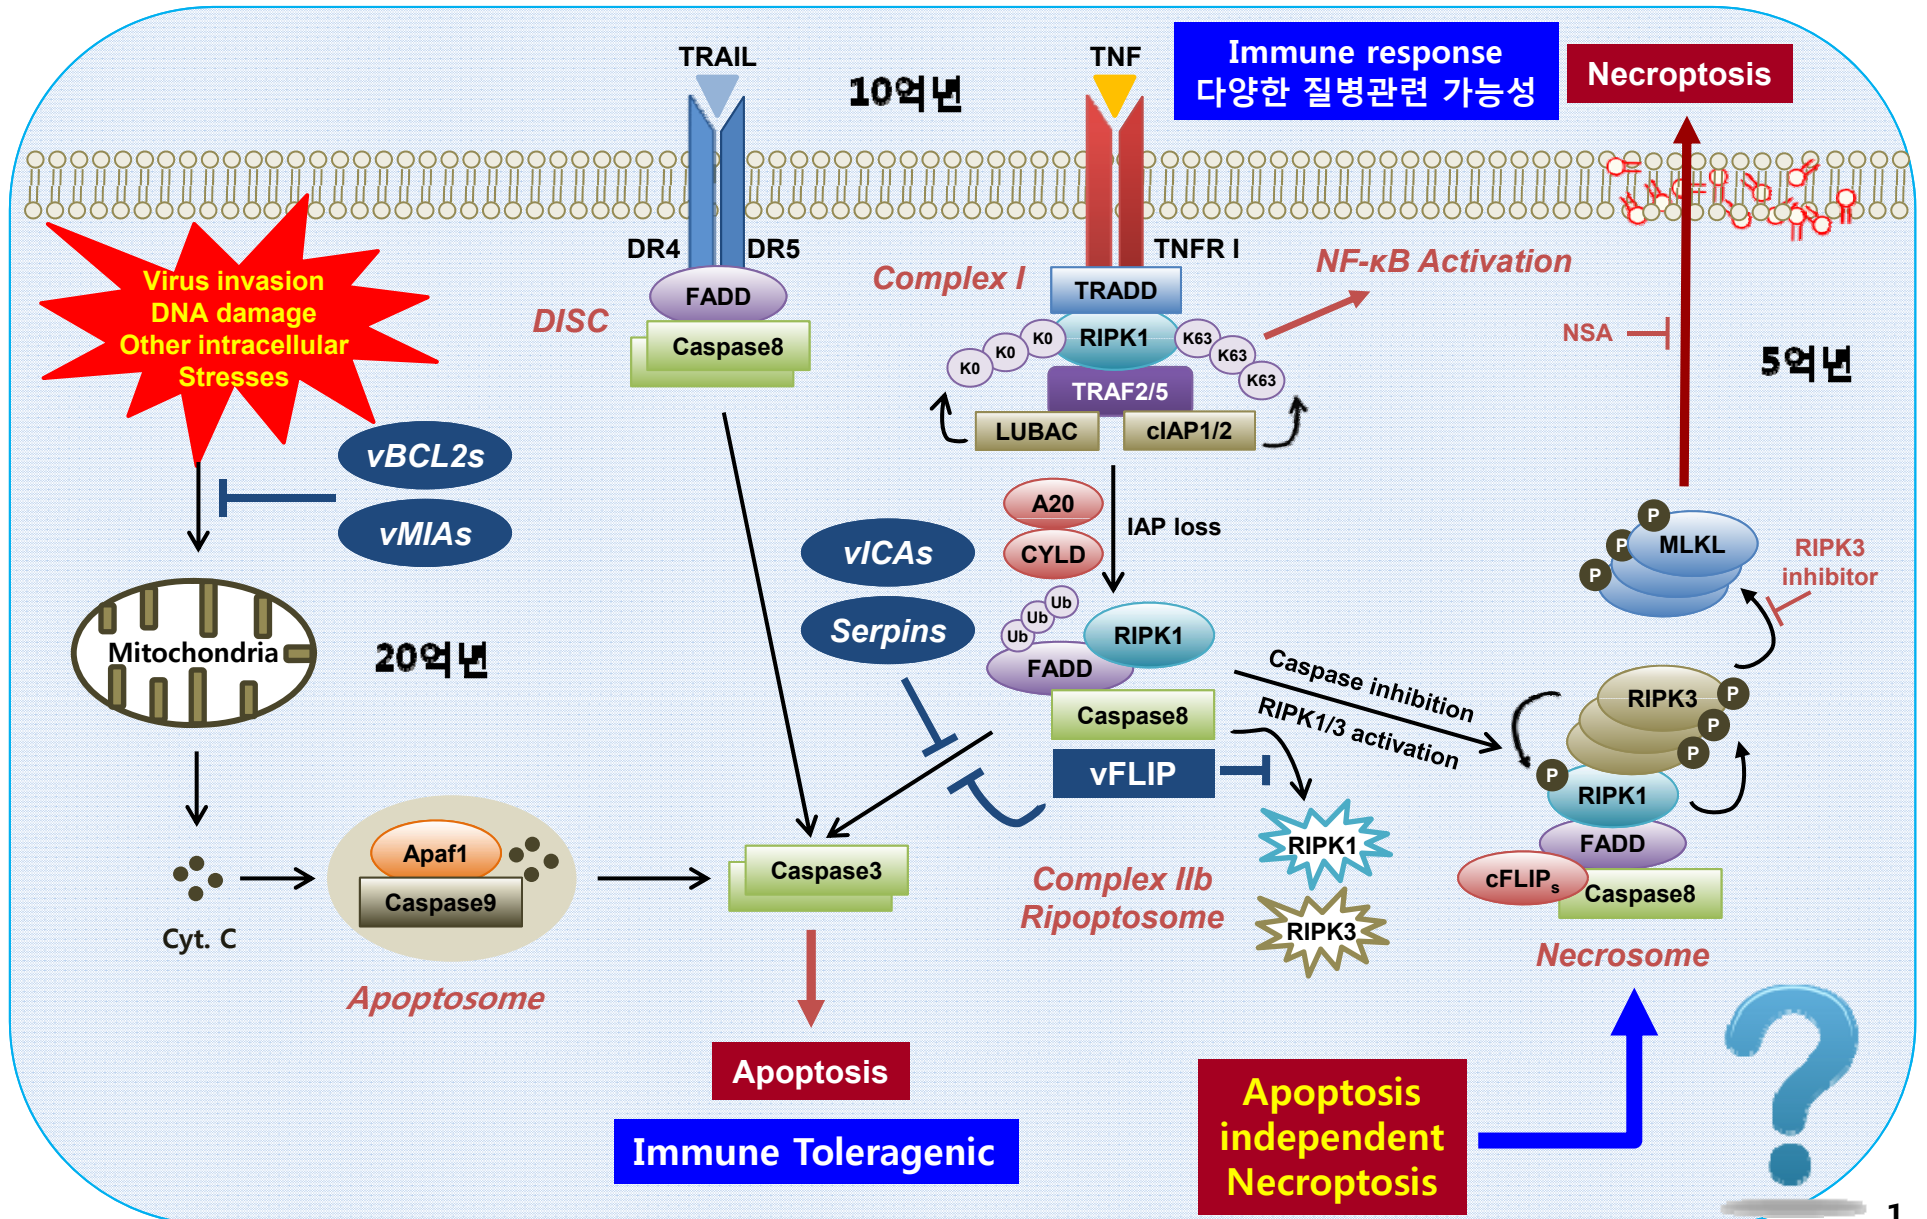 TRAIL
10억년
TNF
Immune response
다양한 질병관련 가능성
Necroptosis
DR4
DR5
FADD
Caspase8
DISC
Virus invasion
DNA damage
Other intracellular
Stresses
Complex I
TNFR I
TRADD
NF-κB Activation
K0
K0
K0
RIPK1
K63
K63
K63
TRAF2/5
LUBAC
cIAP1/2
NSA
5억년
vBCL2s
vMIAs
A20
CYLD
IAP loss
vICAs
Serpins
Ub
Ub
Ub
RIPK1
FADD
Caspase8
vFLIP
Caspase inhibition
RIPK1/3 activation
P
P
P
MLKL
RIPK3
inhibitor
Mitochondria
20억년
RIPK3
P
P
P
P
RIPK1
FADD
cFLIPs
Caspase8
Necrosome
RIPK1
RIPK3
Complex IIb
Ripoptosome
Cyt. C
Apaf1
Caspase9
Apoptosome
Caspase3
Apoptosis
Immune Toleragenic
Apoptosis
independent
Necroptosis
?
1